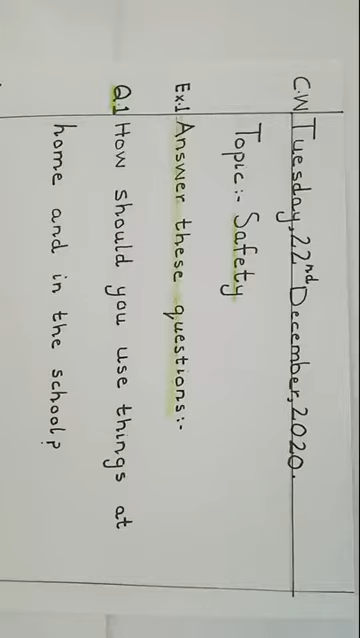 C.W Tuesday, 22nd December, 2020.
Topic:- Safety
Ex.1 Answer these questions:-
Q.1 How should you use things at
home and in the school?